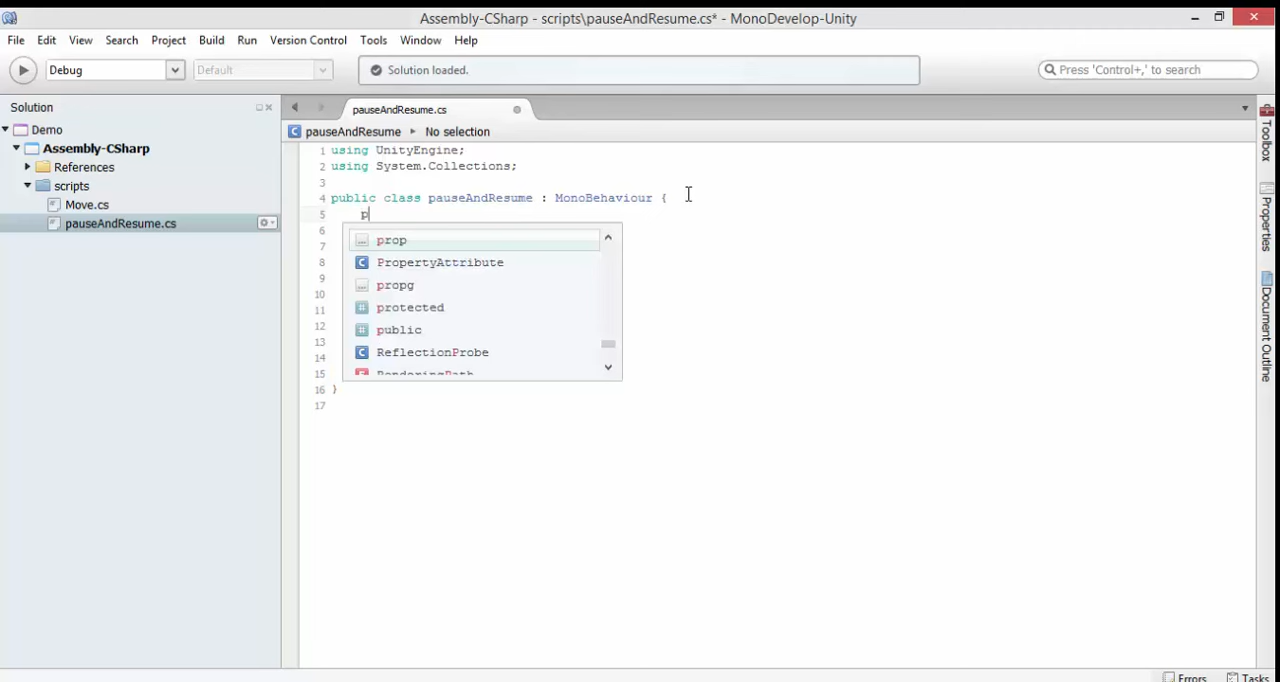 Assembly-CSharp - scripts\pauseAndResume.cs* - MonoDevelop-Unity
File Edit View Search Project Build Run Version Control Tools Window Help
Debug Default Solution loaded. Press 'Control+,' to search
Solution pauseAndResume.cs
Demo pauseAndResume No selection
Assembly-CSharp
References
scripts
Move.cs
pauseAndResume.cs
1 using UnityEngine;
2 using System.Collections;
3
4 public class pauseAndResume : MonoBehaviour {
5 p
6
7
8
9
10
11
12
13
14
15
16 }
17
prop
PropertyAttribute
propg
protected
public
ReflectionProbe
RenderingPath
Toolbox
Properties
Document Outline
Errors Tasks